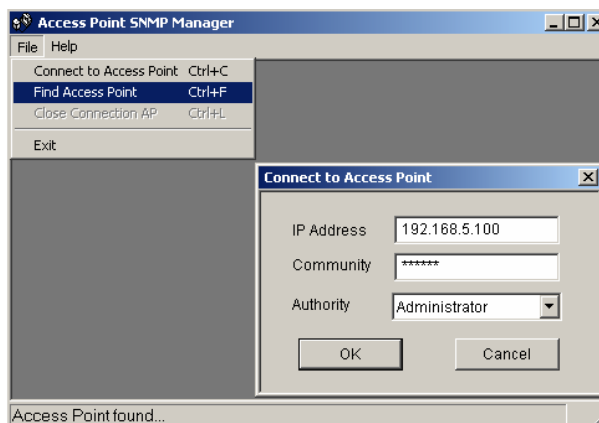 Access Point SNMP Manager
File Help
Connect to Access Point Ctrl+C
Find Access Point Ctrl+F
Close Connection AP Ctrl+L
Exit
Connect to Access Point
IP Address 192.168.5.100
Community ******
Authority Administrator
OK Cancel
Access Point found...